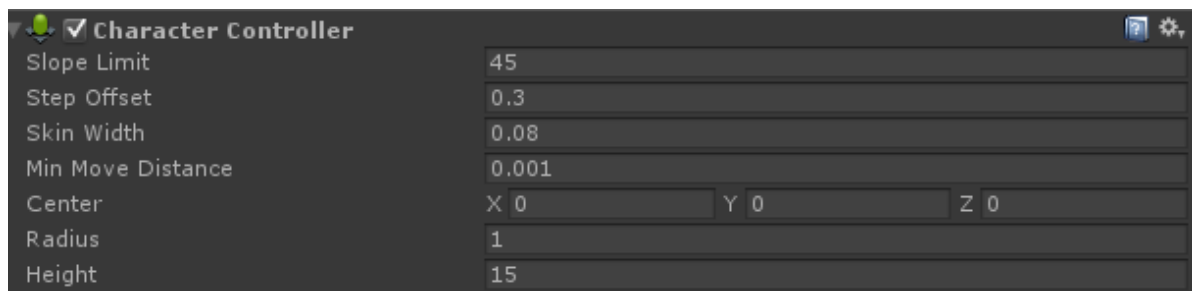 Character Controller
Slope Limit 45
Step Offset 0.3
Skin Width 0.08
Min Move Distance 0.001
Center X 0 Y 0 Z 0
Radius 1
Height 15